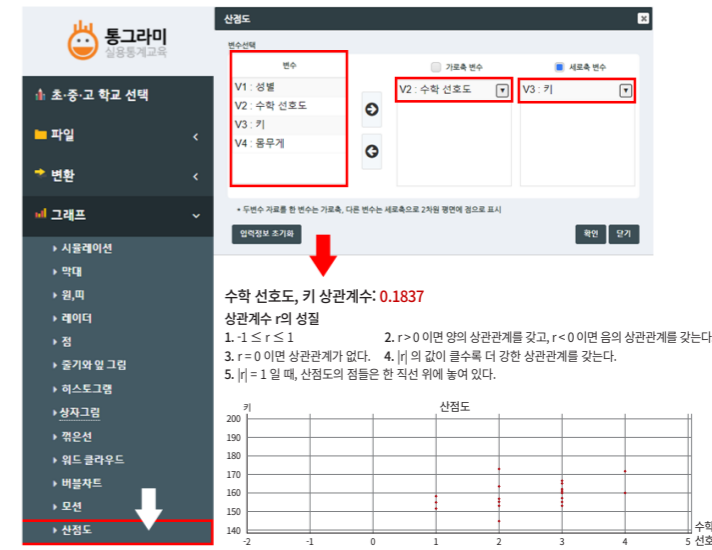 통그라미
실용통계교육
초·중·고 학교 선택
파일
변환
그래프
시뮬레이션
막대
원,띠
레이더
점
줄기와 잎 그림
히스토그램
상자그림
꺾은선
워드 클라우드
버블차트
모션
산점도
산점도
변수선택
변수
가로축 변수
세로축 변수
V1 : 성별
V2 : 수학 선호도
V3 : 키
V4 : 몸무게
V2 : 수학 선호도
V3 : 키
* 두변수 자료를 한 변수는 가로축, 다른 변수는 세로축으로 2차원 평면에 점으로 표시
입력정보 초기화
확인
닫기
수학 선호도, 키 상관계수: 0.1837
상관계수 r의 성질
1. -1 ≤ r ≤ 1 2. r > 0 이면 양의 상관관계를 갖고, r < 0 이면 음의 상관관계를 갖는다
3. r = 0 이면 상관관계가 없다. 4. |r| 의 값이 클수록 더 강한 상관관계를 갖는다.
5. |r| = 1 일 때, 산점도의 점들은 한 직선 위에 놓여 있다.
키
산점도
200
190
180
170
160
150
140
-2 -1 0 1 2 3 4 5
수학
선호